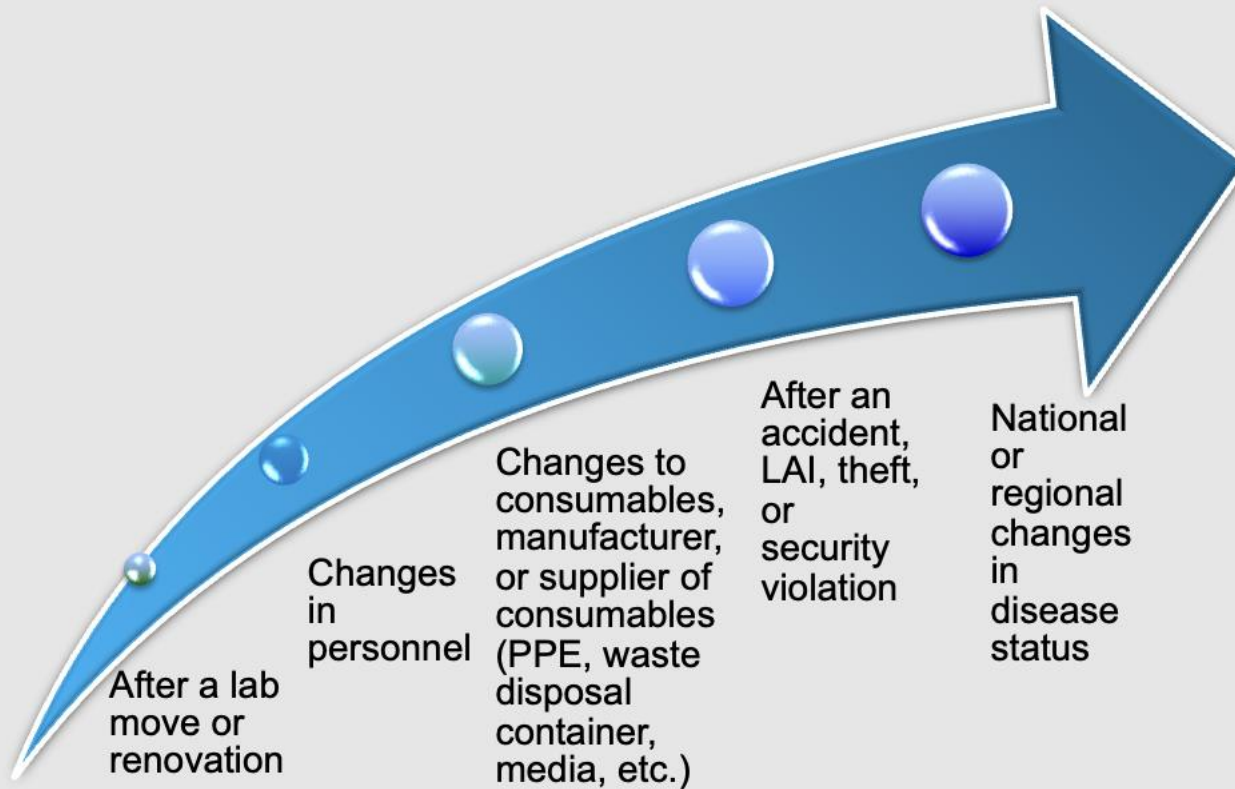 After a lab
move or
renovation
Changes
in
personnel
Changes to
consumables,
manufacturer,
or supplier of
consumables
(PPE, waste
disposal
container,
media, etc.)
After an
accident,
LAI, theft,
or
security
violation
National
or
regional
changes
in
disease
status